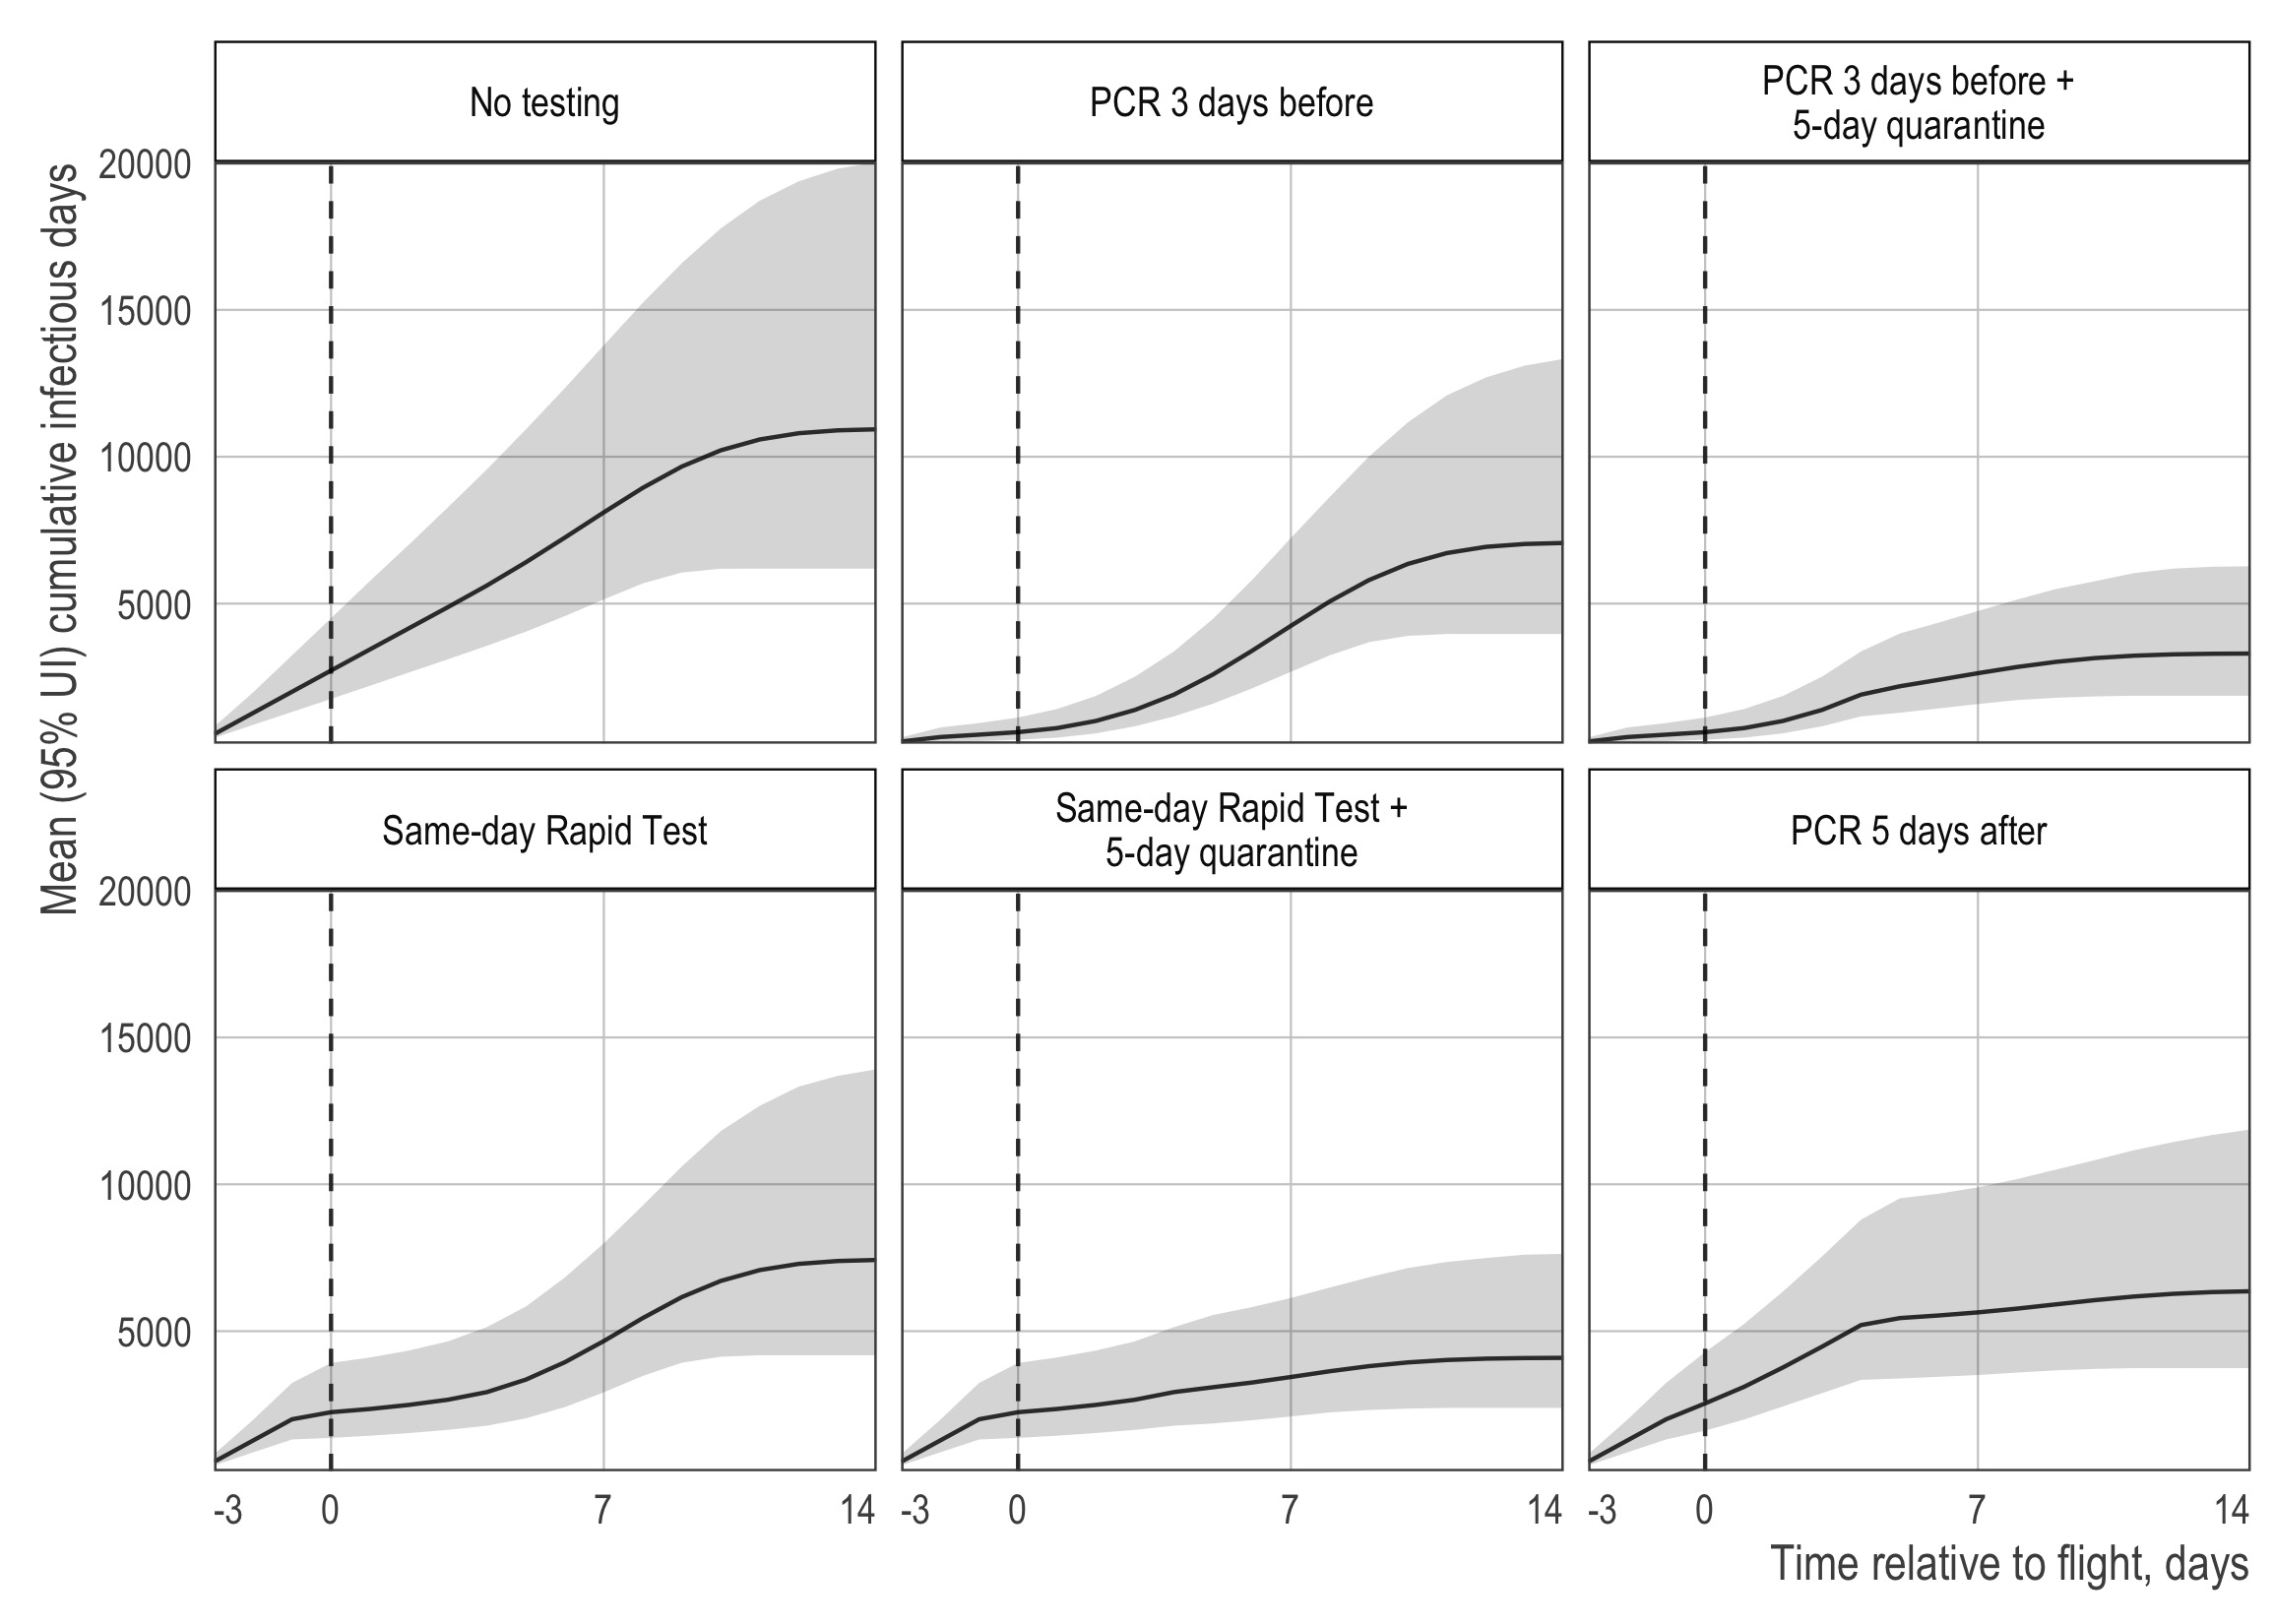 Mean (95% UI) cumulative infectious days
No testing
PCR 3 days before
PCR 3 days before +
5-day quarantine
20000
15000
10000
5000
Same-day Rapid Test
Same-day Rapid Test +
5-day quarantine
PCR 5 days after
20000
15000
10000
5000
-3 0 7 14
-3 0 7 14
-3 0 7 14
Time relative to flight, days